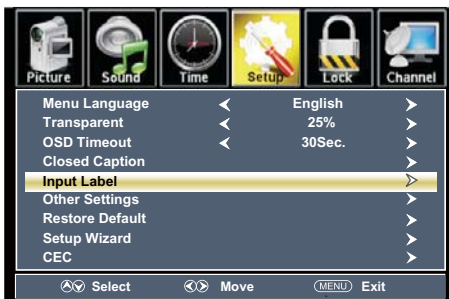 Picture Sound Time Setup Lock Channel
Menu Language English
Transparent 25%
OSD Timeout 30Sec.
Closed Caption
Input Label
Other Settings
Restore Default
Setup Wizard
CEC
Select Move MENU Exit